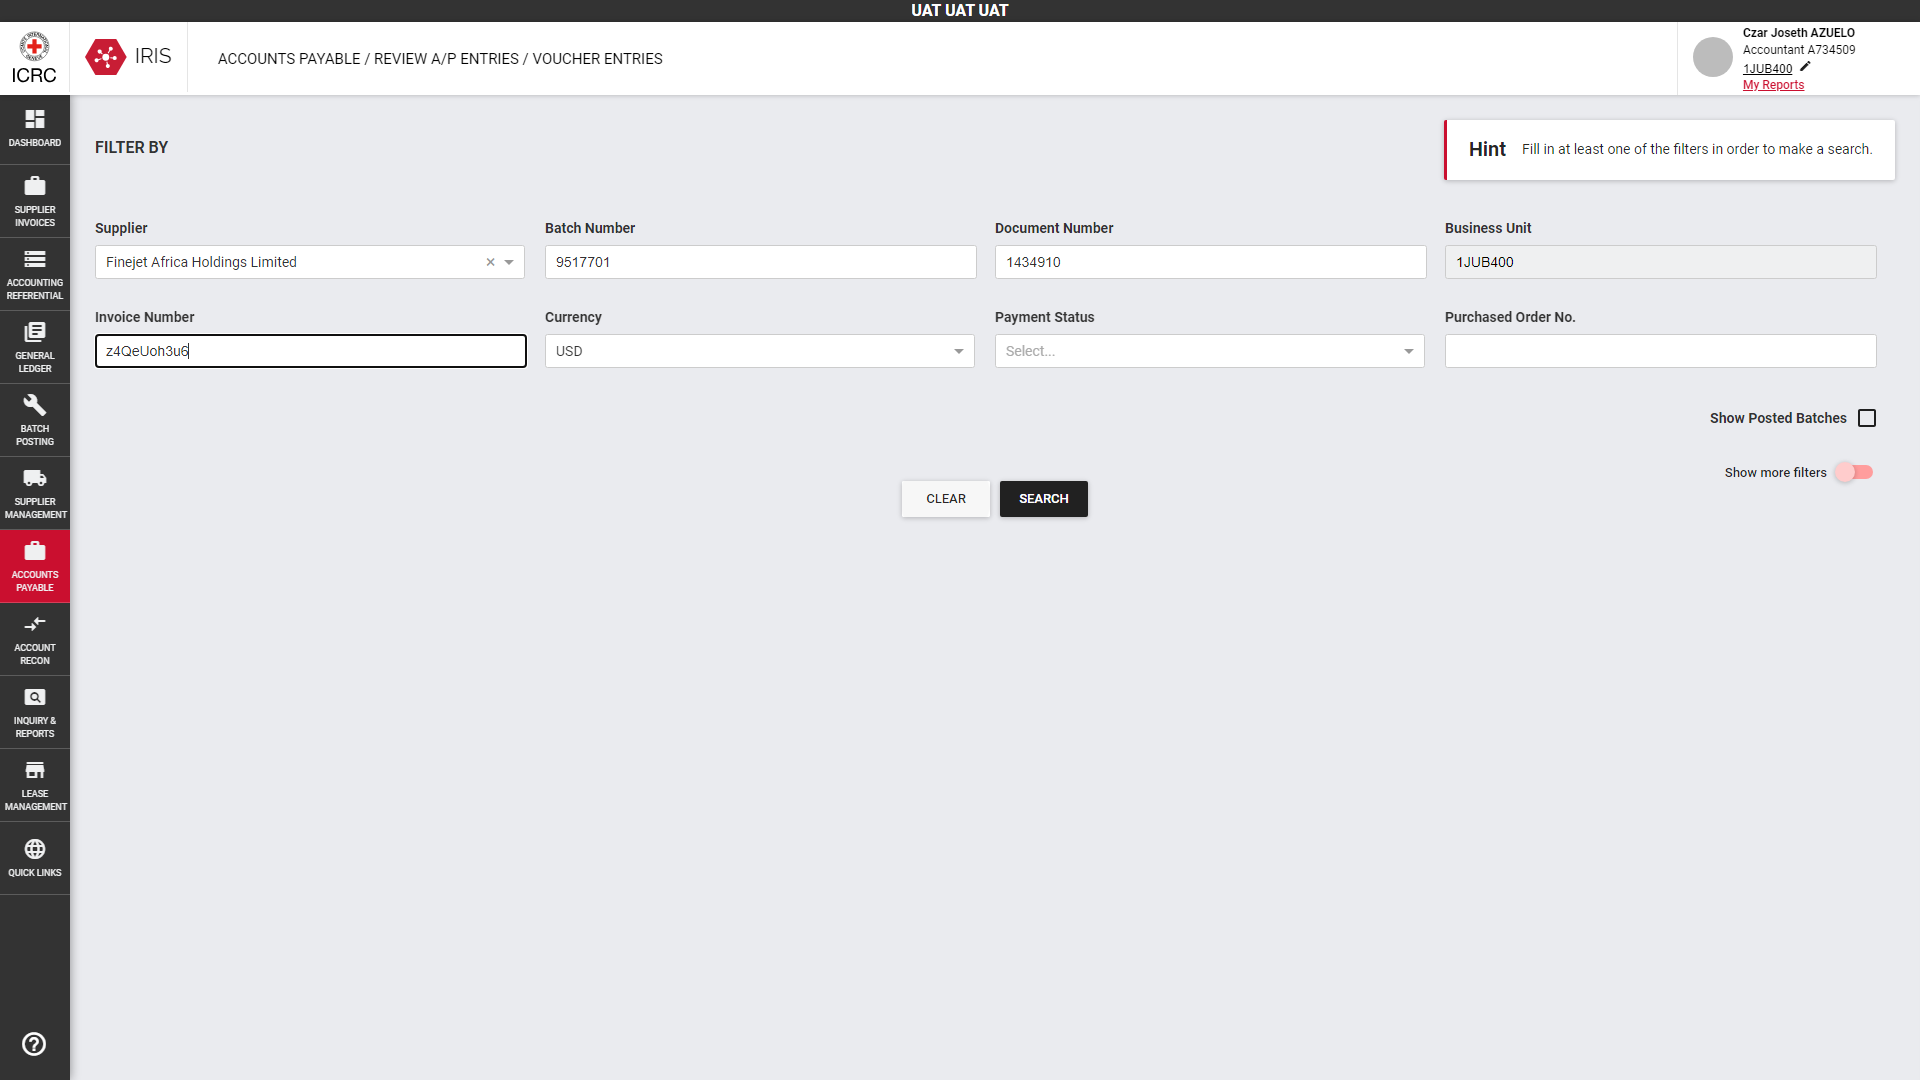 UAT UAT UAT
ICRC
IRIS
ACCOUNTS PAYABLE / REVIEW A/P ENTRIES / VOUCHER ENTRIES
Czar Joseth AZUELO
Accountant A734509
1JUB400
My Reports
DASHBOARD
SUPPLIER
INVOICES
ACCOUNTING
REFERENTIAL
GENERAL
LEDGER
BATCH
POSTING
SUPPLIER
MANAGEMENT
ACCOUNTS
PAYABLE
ACCOUNT
RECON
INQUIRY &
REPORTS
LEASE
MANAGEMENT
QUICK LINKS
FILTER BY
Hint Fill in at least one of the filters in order to make a search.
Supplier
Finejet Africa Holdings Limited
Batch Number
9517701
Document Number
1434910
Business Unit
1JUB400
Invoice Number
z4QeUoh3u6
Currency
USD
Payment Status
Select...
Purchased Order No.
Show Posted Batches
Show more filters
CLEAR
SEARCH